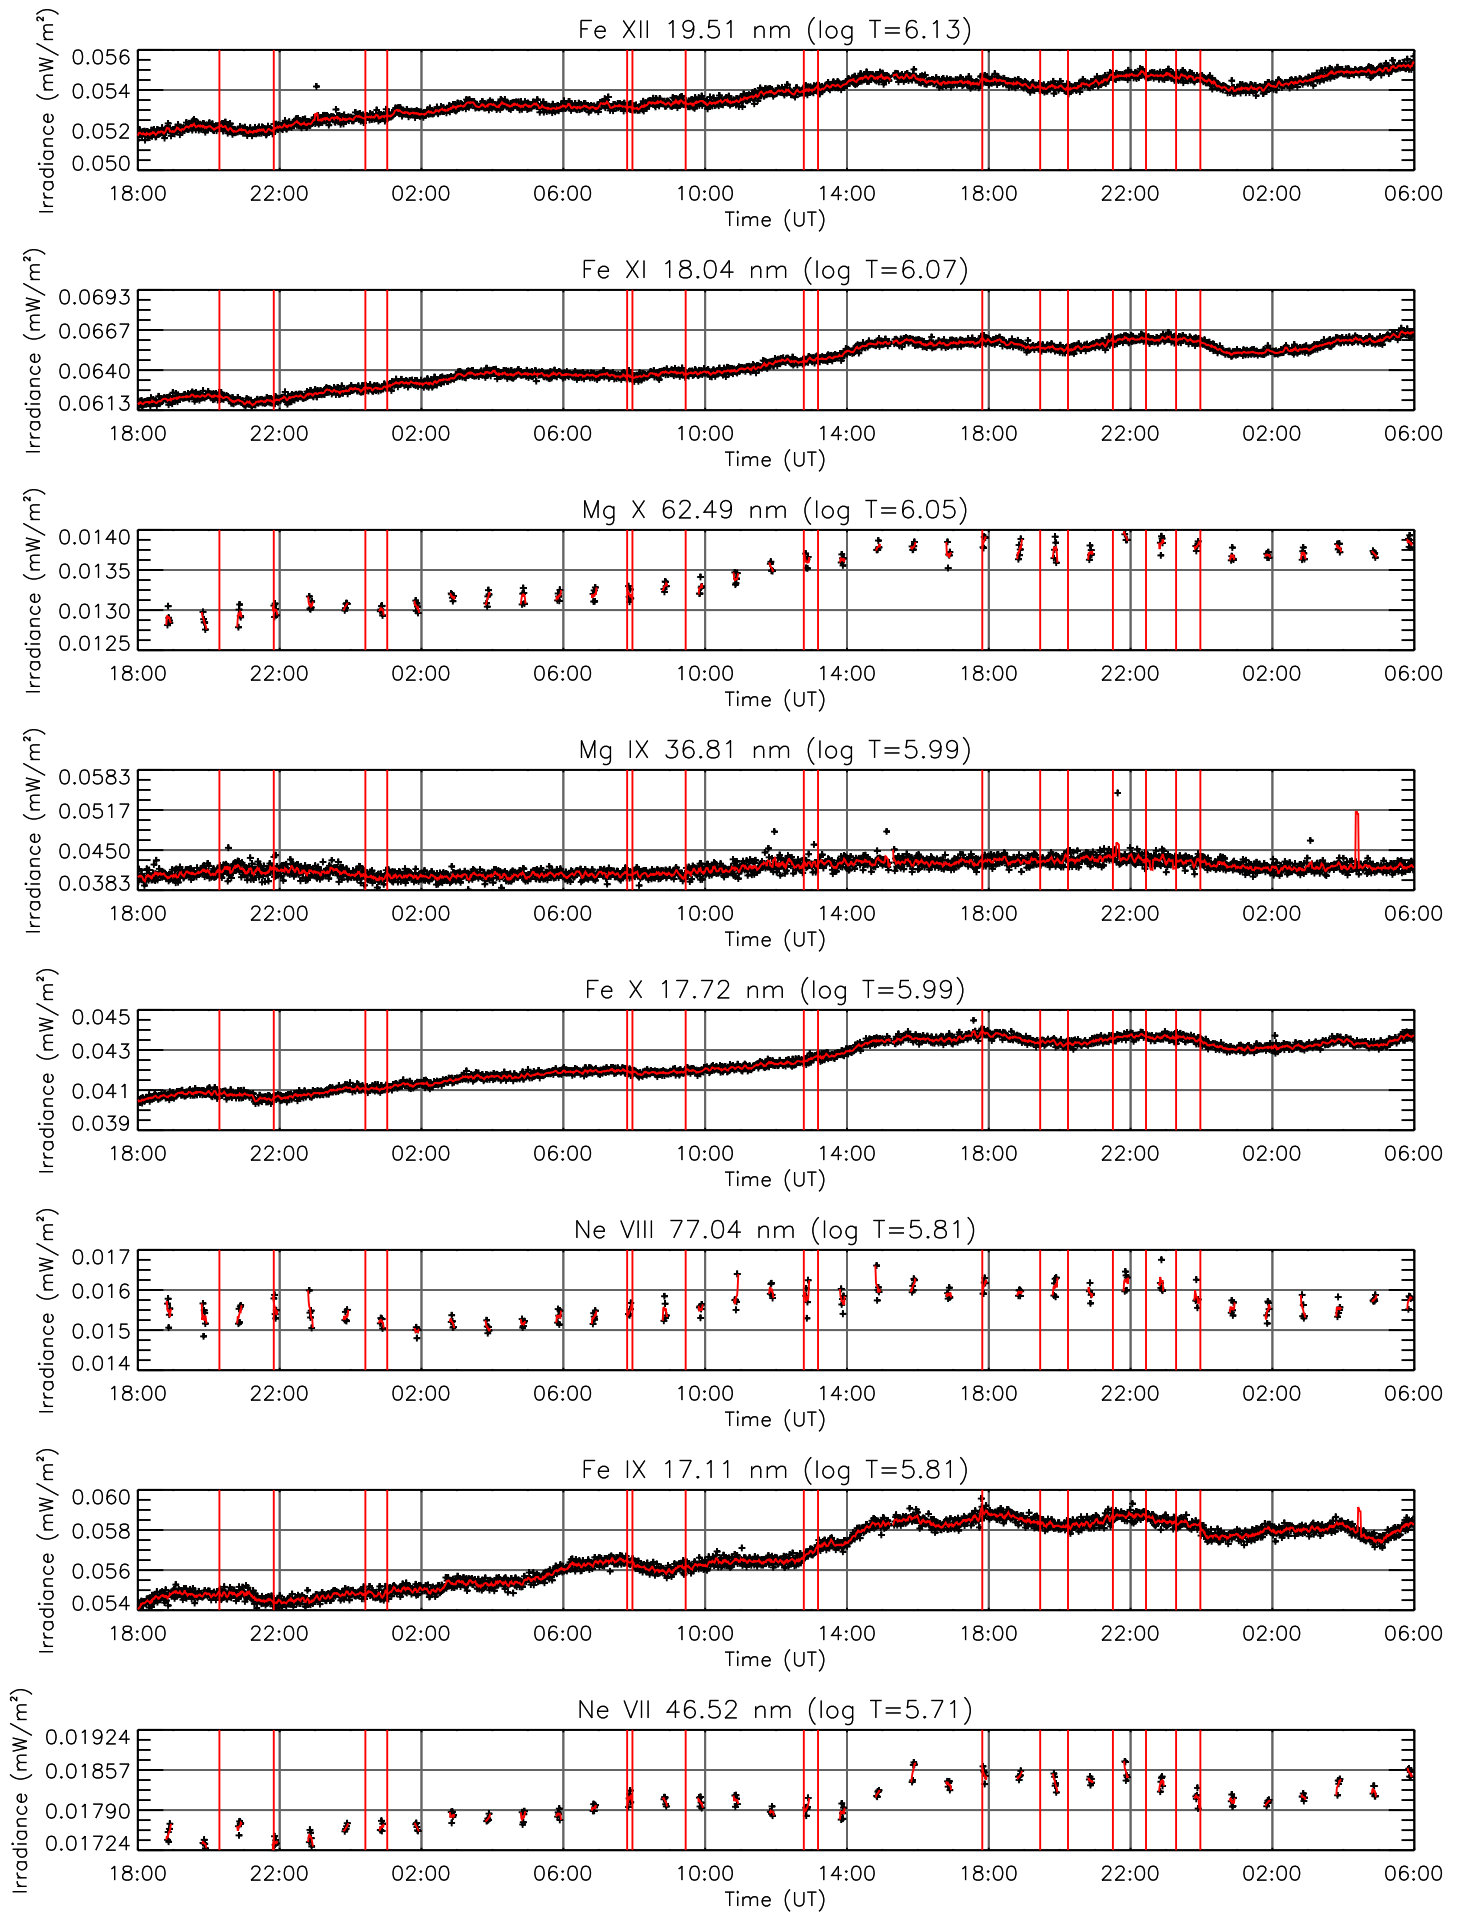 Fe XII 19.51 nm (log T=6.13)
Irradiance (mW/m²)
0.056
0.054
0.052
0.050
18:00 22:00 02:00 06:00 10:00 14:00 18:00 22:00 02:00 06:00
Time (UT)
Fe XI 18.04 nm (log T=6.07)
Irradiance (mW/m²)
0.0693
0.0667
0.0640
0.0613
18:00 22:00 02:00 06:00 10:00 14:00 18:00 22:00 02:00 06:00
Time (UT)
Mg X 62.49 nm (log T=6.05)
Irradiance (mW/m²)
0.0140
0.0135
0.0130
0.0125
18:00 22:00 02:00 06:00 10:00 14:00 18:00 22:00 02:00 06:00
Time (UT)
Mg IX 36.81 nm (log T=5.99)
Irradiance (mW/m²)
0.0583
0.0517
0.0450
0.0383
18:00 22:00 02:00 06:00 10:00 14:00 18:00 22:00 02:00 06:00
Time (UT)
Fe X 17.72 nm (log T=5.99)
Irradiance (mW/m²)
0.045
0.043
0.041
0.039
18:00 22:00 02:00 06:00 10:00 14:00 18:00 22:00 02:00 06:00
Time (UT)
Ne VIII 77.04 nm (log T=5.81)
Irradiance (mW/m²)
0.017
0.016
0.015
0.014
18:00 22:00 02:00 06:00 10:00 14:00 18:00 22:00 02:00 06:00
Time (UT)
Fe IX 17.11 nm (log T=5.81)
Irradiance (mW/m²)
0.060
0.058
0.056
0.054
18:00 22:00 02:00 06:00 10:00 14:00 18:00 22:00 02:00 06:00
Time (UT)
Ne VII 46.52 nm (log T=5.71)
Irradiance (mW/m²)
0.01924
0.01857
0.01790
0.01724
18:00 22:00 02:00 06:00 10:00 14:00 18:00 22:00 02:00 06:00
Time (UT)